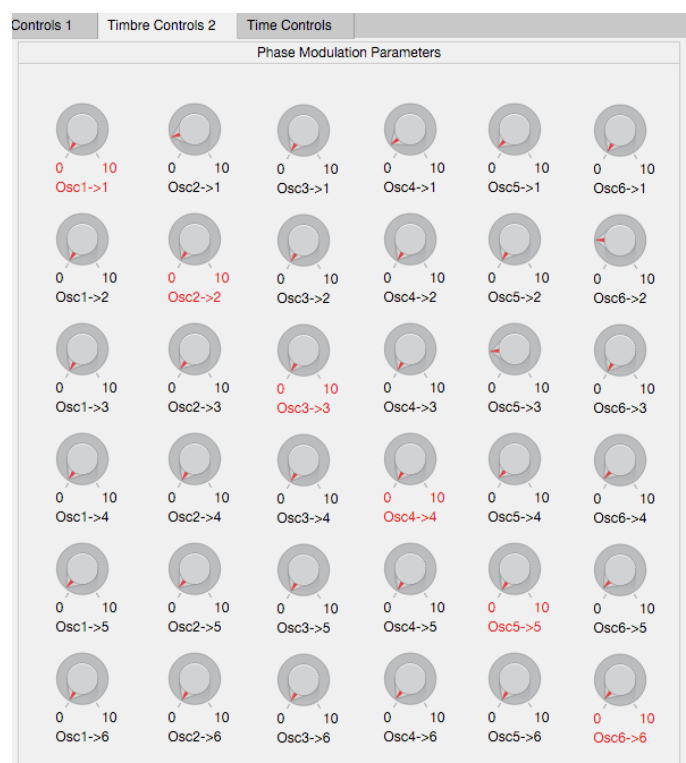 Controls 1 Timbre Controls 2 Time Controls
Phase Modulation Parameters
0 10 0 10 0 10 0 10 0 10 0 10
Osc1->1 Osc2->1 Osc3->1 Osc4->1 Osc5->1 Osc6->1
0 10 0 10 0 10 0 10 0 10 0 10
Osc1->2 Osc2->2 Osc3->2 Osc4->2 Osc5->2 Osc6->2
0 10 0 10 0 10 0 10 0 10 0 10
Osc1->3 Osc2->3 Osc3->3 Osc4->3 Osc5->3 Osc6->3
0 10 0 10 0 10 0 10 0 10 0 10
Osc1->4 Osc2->4 Osc3->4 Osc4->4 Osc5->4 Osc6->4
0 10 0 10 0 10 0 10 0 10 0 10
Osc1->5 Osc2->5 Osc3->5 Osc4->5 Osc5->5 Osc6->5
0 10 0 10 0 10 0 10 0 10 0 10
Osc1->6 Osc2->6 Osc3->6 Osc4->6 Osc5->6 Osc6->6